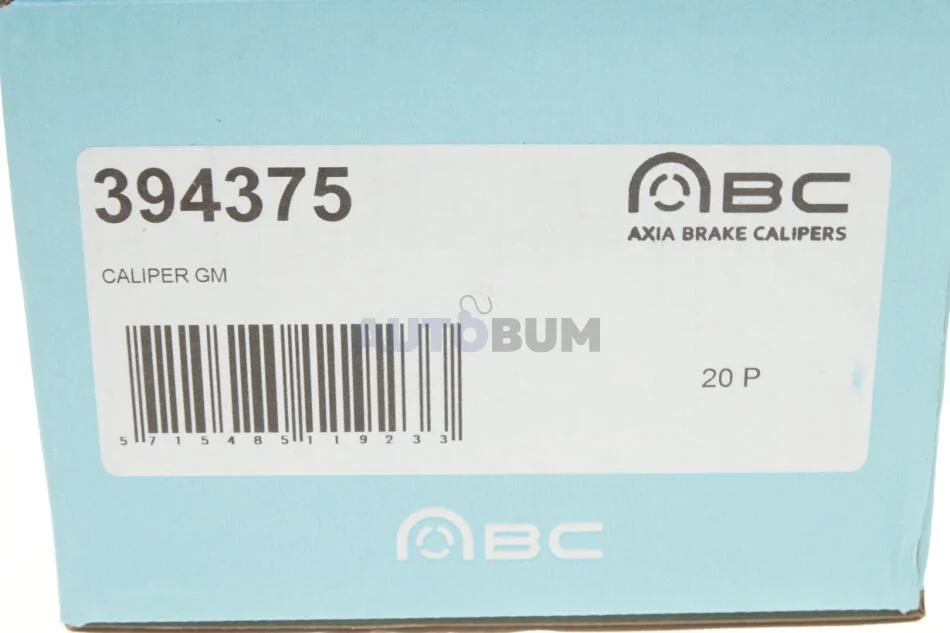 394375
ABC
AXIA BRAKE CALIPERS
CALIPER GM
AUTOBUM
20 P
5715485119233
ABC